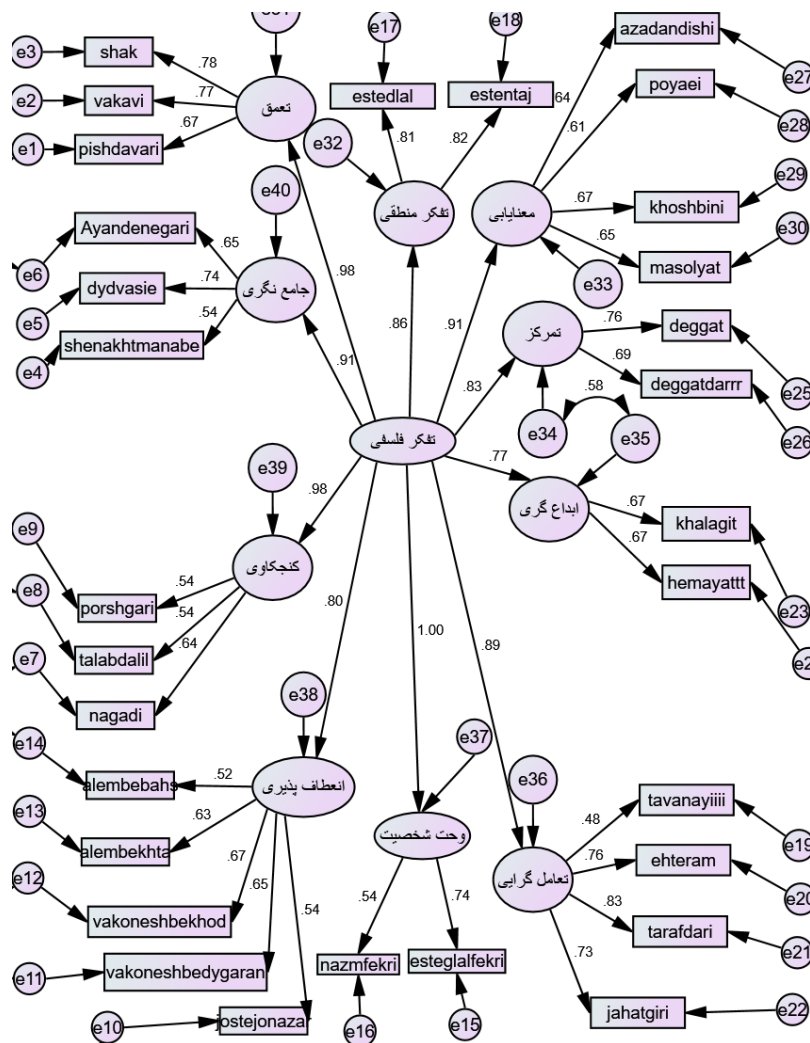 e17
e18
e3
shak
azadandishi
.78
e27
تعمق
e2
vakavi
.77
estedlal
estentaj
.64
poyaei
.67
.61
e28
e1
pishdavari
e32
.81
.82
e29
e40
.67
khoshbini
تفکر منطقی
معنایابی
e30
Ayandenegari
.65
.65
masolyat
e6
.74
.98
e33
dydvasie
جامع نگری
e5
.54
.86
.91
.76
deggat
shenakhtmanabe
تمرکز
e4
.91
.69
deggatdarrr
.83
.58
e25
e34
e35
e26
تفکر فلسفی
e39
.77
.98
ابداع گری
.67
khalagit
e9
.67
کنجکاوی
hemayattt
e8
porshgari
.54
.54
.80
e23
1.00
.64
.89
talabdalil
e7
nagadi
e38
e37
e14
e36
alembebahs
.52
انعطاف پذیری
tavanayiiii
e13
.63
.48
e19
وحت شخصیت
alembekhta
.76
ehteram
e12
.67
تعامل گرایی
e20
.65
.54
.54
.74
.83
vakoneshbekhod
tarafdari
e21
.73
vakoneshbedygaran
nazmfekri
esteglalfekri
e11
jahatgiri
e22
e10
jostejonazar
e16
e15